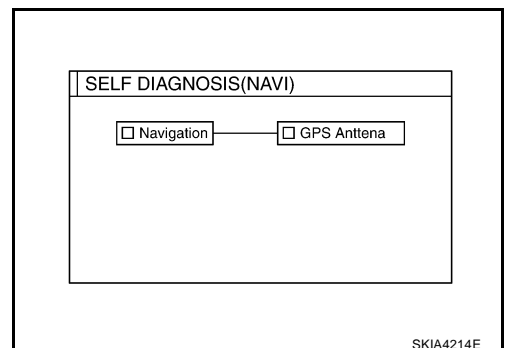 SELF DIAGNOSIS(NAVI)
Navigation
GPS Anttena
SKIA4214E